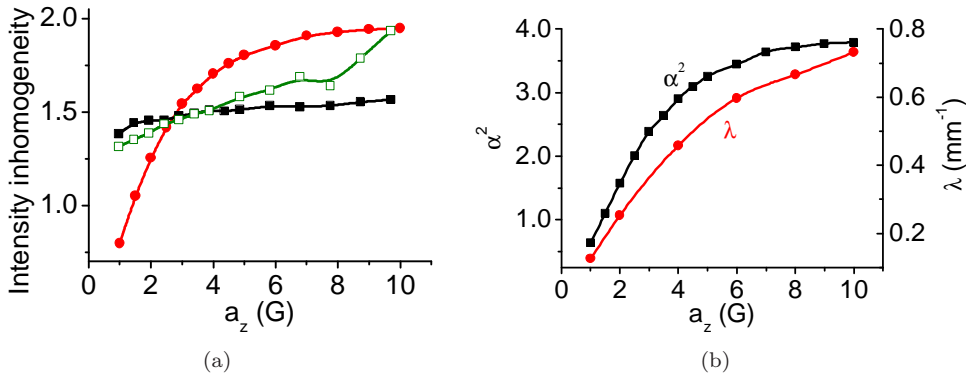 Intensity inhomogeneity
2.0
1.5
1.0
0 2 4 6 8 10
a_z (G)
(a)
α²
4.0
3.0
2.0
1.0
α²
λ
0.8
0.6
0.4
0.2
λ (mm⁻¹)
0 2 4 6 8 10
a_z (G)
(b)